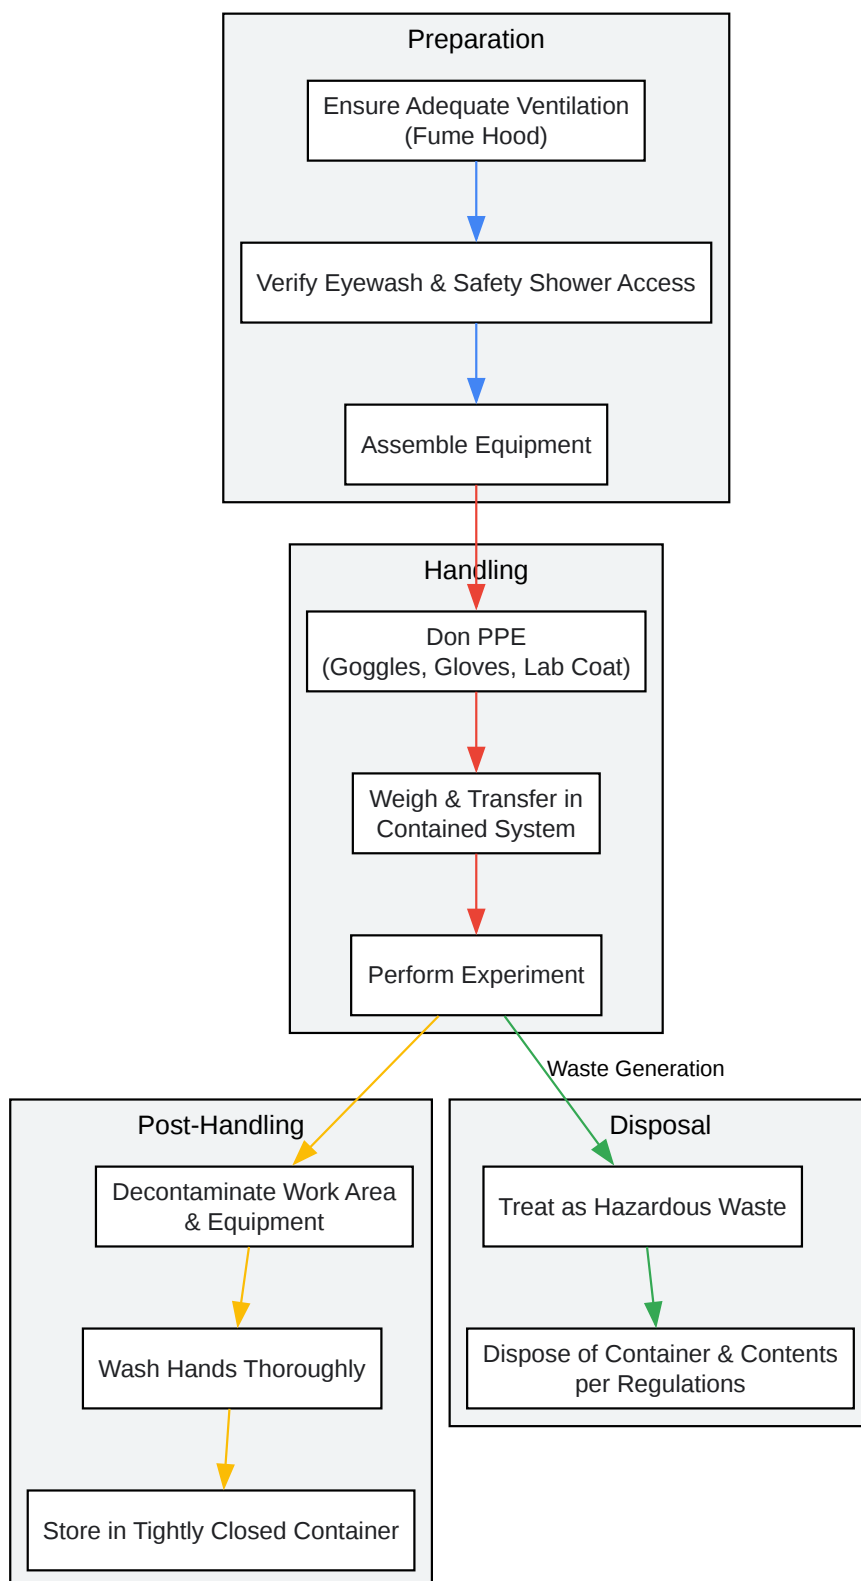 Preparation
Ensure Adequate Ventilation
(Fume Hood)
Verify Eyewash & Safety Shower Access
Assemble Equipment
Handling
Don PPE
(Goggles, Gloves, Lab Coat)
Weigh & Transfer in
Contained System
Perform Experiment
Waste Generation
Post-Handling
Decontaminate Work Area
& Equipment
Wash Hands Thoroughly
Store in Tightly Closed Container
Disposal
Treat as Hazardous Waste
Dispose of Container & Contents
per Regulations